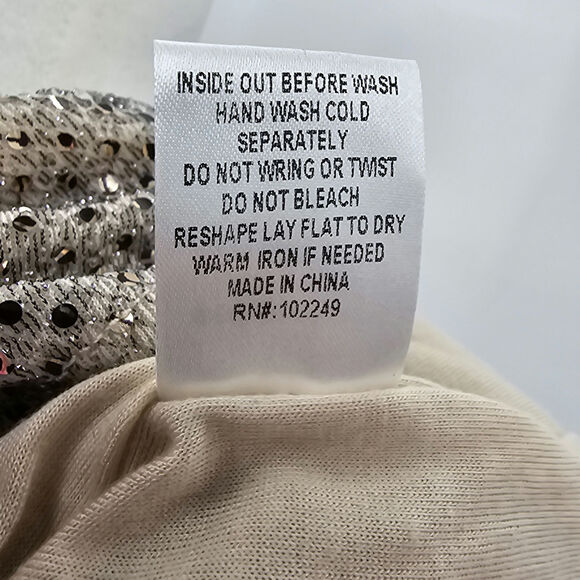 INSIDE OUT BEFORE WASH
HAND WASH COLD
SEPARATELY
DO NOT WRING OR TWIST
DO NOT BLEACH
RESHAPE LAY FLAT TO DRY
WARM IRON IF NEEDED
MADE IN CHINA
RN#:102249